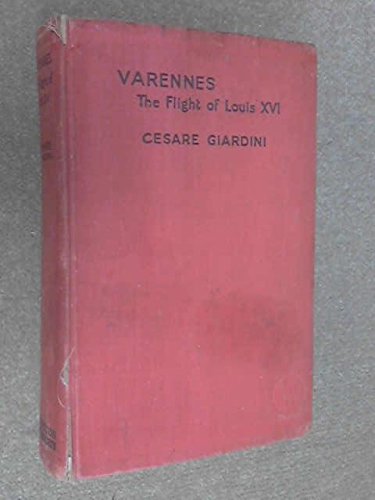 VARENNES
The Flight of Louis XVI
CESARE GIARDINI